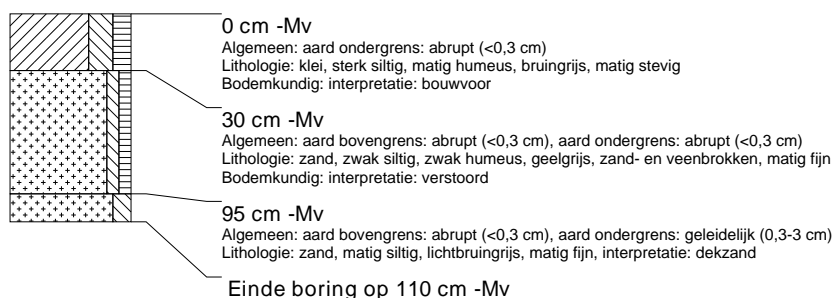 0 cm -Mv
Algemeen: aard ondergrens: abrupt (<0,3 cm)
Lithologie: klei, sterk siltig, matig humeus, bruingrijs, matig stevig
Bodemkundig: interpretatie: bouwvoor
30 cm -Mv
Algemeen: aard bovengrens: abrupt (<0,3 cm), aard ondergrens: abrupt (<0,3 cm)
Lithologie: zand, zwak siltig, zwak humeus, geelgrijs, zand- en veenbrokken, matig fijn
Bodemkundig: interpretatie: verstoord
95 cm -Mv
Algemeen: aard bovengrens: abrupt (<0,3 cm), aard ondergrens: geleidelijk (0,3-3 cm)
Lithologie: zand, matig siltig, lichtbruingrijs, matig fijn, interpretatie: dekzand
Einde boring op 110 cm -Mv